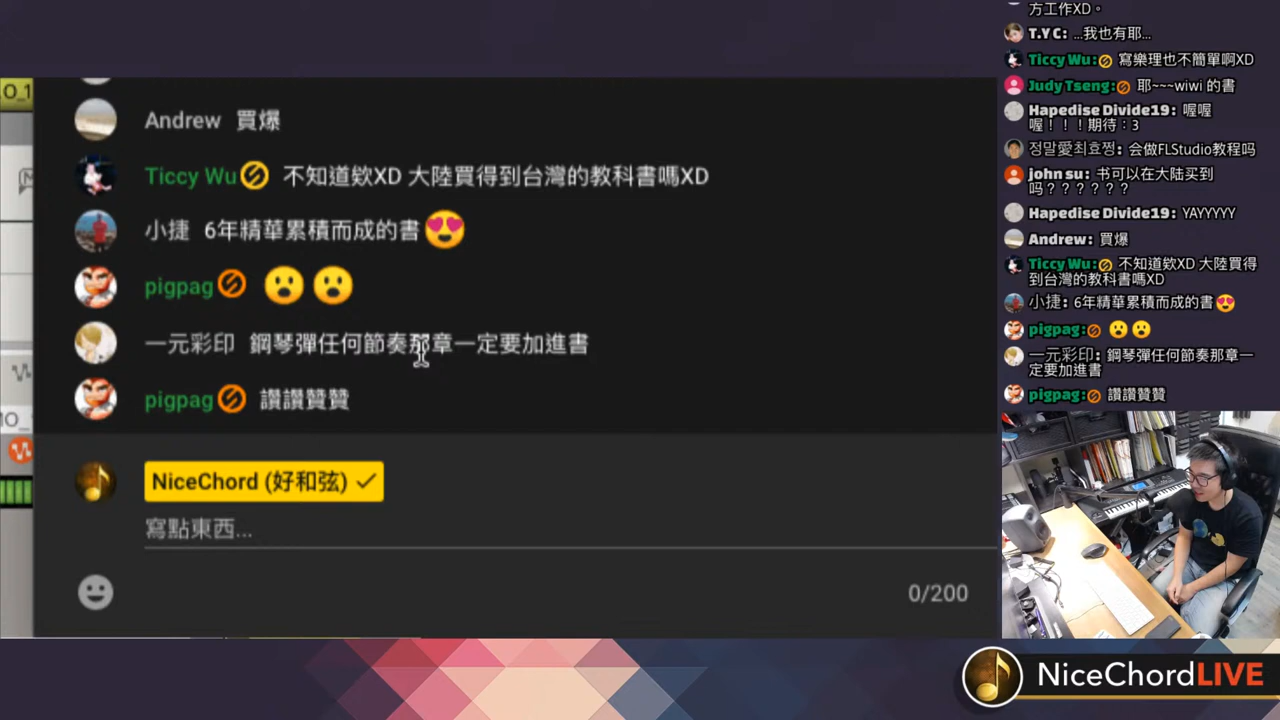 O_1
Andrew 買爆
Ticcy Wu 不知道欸XD 大陸買得到台灣的教科書嗎XD
小捷 6年精華累積而成的書😍
pigpag 😮 😮
一元彩印 鋼琴彈任何節奏那章一定要加進書
pigpag 讚讚贊贊
NiceChord (好和弦)
寫點東西...
0/200
方工作XD。
T.Y C: ...我也有耶...
Ticcy Wu: 寫樂理也不簡單啊XD
Judy Tseng: 耶~~~wiwi 的書
Hapedise Divide19: 喔喔
喔！！！期待：3
정말愛최효쩡: 会做FLStudio教程吗
john su: 书可以在大陆买到
吗？？？？？？
Hapedise Divide19: YAYYYYY
Andrew: 買爆
Ticcy Wu: 不知道欸XD 大陸買得
到台灣的教科書嗎XD
小捷: 6年精華累積而成的書😍
pigpag: 😮 😮
一元彩印: 鋼琴彈任何節奏那章一
定要加進書
pigpag: 讚讚贊贊
NiceChordLIVE